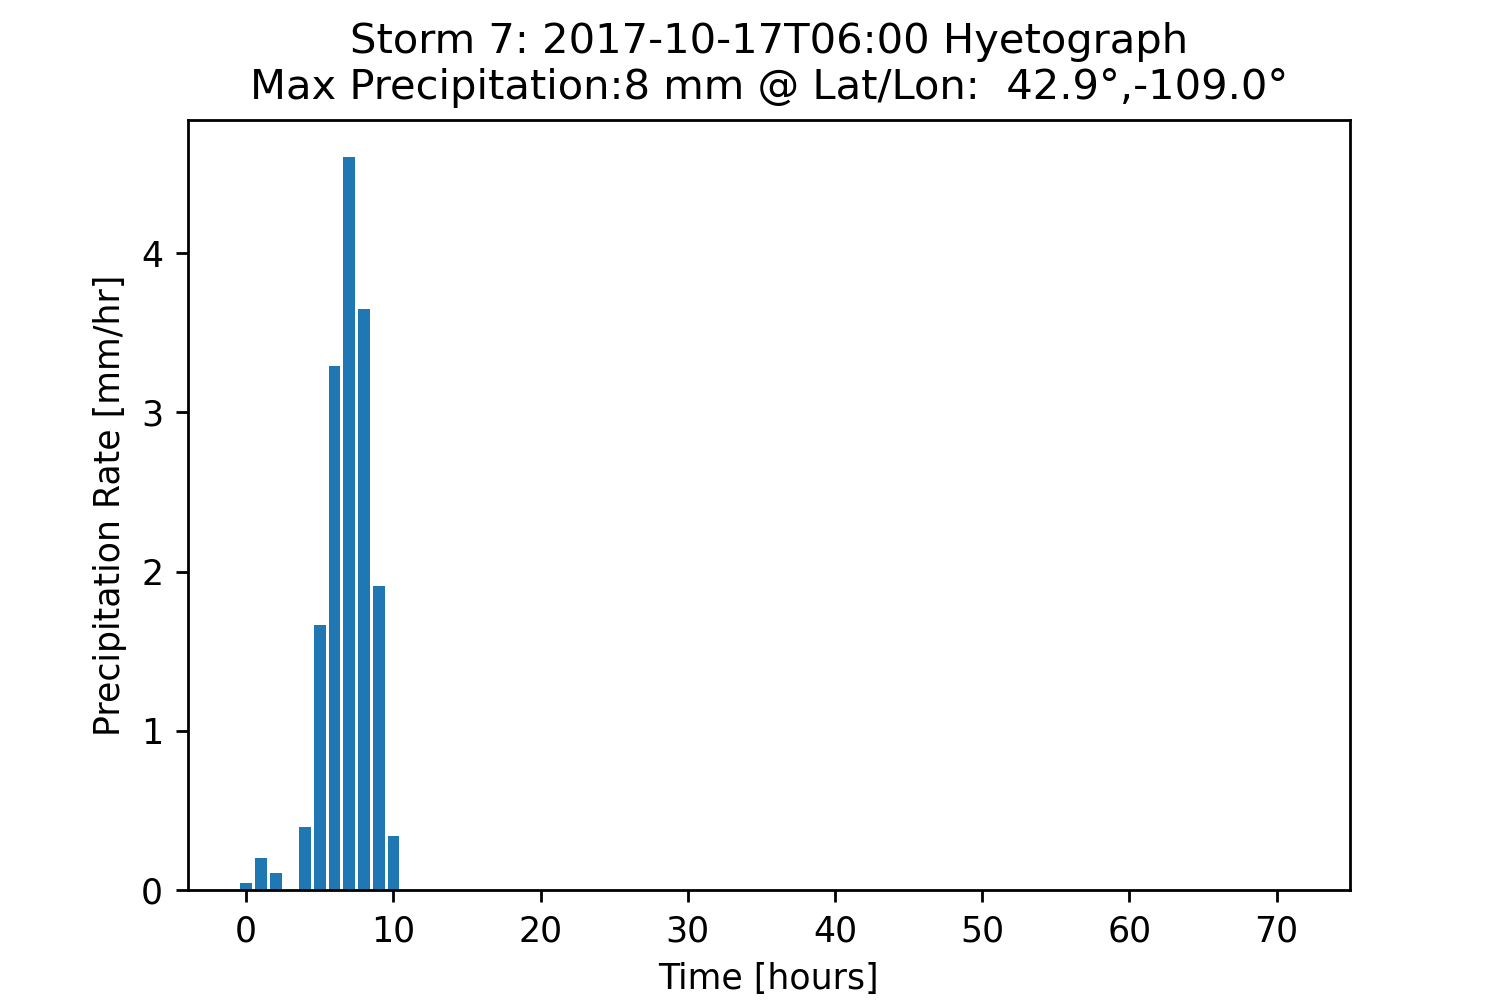 Storm 7: 2017-10-17T06:00 Hyetograph
Max Precipitation:8 mm @ Lat/Lon:  42.9°,-109.0°
Precipitation Rate [mm/hr]
4
3
2
1
0
0 10 20 30 40 50 60 70
Time [hours]